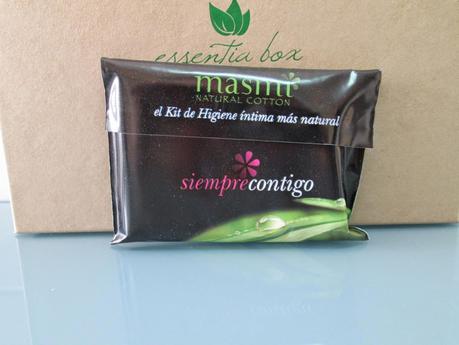 essentia box
masmi
NATURAL COTTON
el Kit de Higiene íntima más natural
siemprecontigo